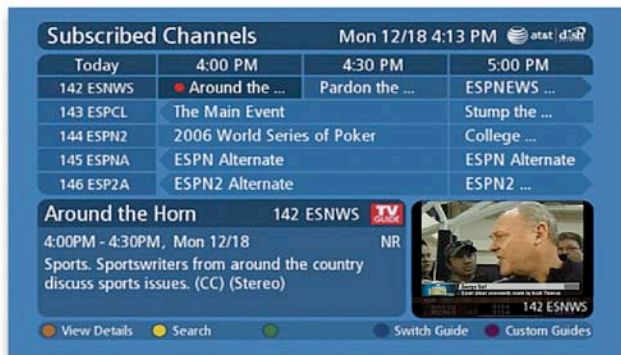 Subscribed Channels Mon 12/18 4:13 PM at&t dish
Today 4:00 PM 4:30 PM 5:00 PM
142 ESNWS Around the ... Pardon the ... ESPNEWS ...
143 ESPCL The Main Event Stump the ...
144 ESPN2 2006 World Series of Poker College ...
145 ESPNA ESPN Alternate ESPN Alternate
146 ESP2A ESPN2 Alternate ESPN2 ...
Around the Horn 142 ESNWS TV GUIDE
4:00PM - 4:30PM, Mon 12/18 NR
Sports. Sportswriters from around the country
discuss sports issues. (CC) (Stereo)
142 ESNWS
View Details Search Switch Guide Custom Guides